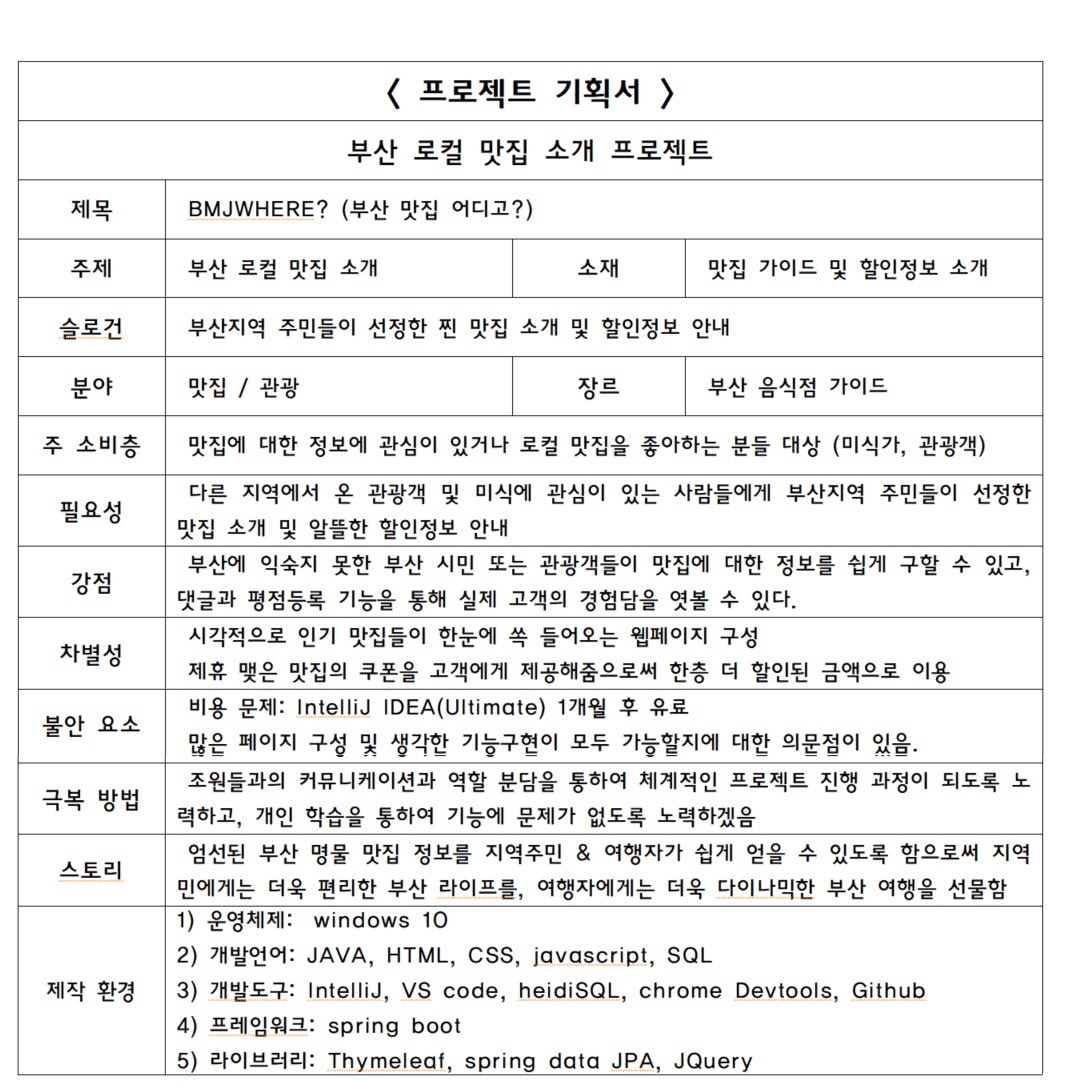 < 프로젝트 기획서 >
부산 로컬 맛집 소개 프로젝트
제목 BMJWHERE? (부산 맛집 어디고?)
주제 부산 로컬 맛집 소개 소재 맛집 가이드 및 할인정보 소개
슬로건 부산지역 주민들이 선정한 찐 맛집 소개 및 할인정보 안내
분야 맛집 / 관광 장르 부산 음식점 가이드
주 소비층 맛집에 대한 정보에 관심이 있거나 로컬 맛집을 좋아하는 분들 대상 (미식가, 관광객)
필요성 다른 지역에서 온 관광객 및 미식에 관심이 있는 사람들에게 부산지역 주민들이 선정한
맛집 소개 및 알뜰한 할인정보 안내
강점 부산에 익숙지 못한 부산 시민 또는 관광객들이 맛집에 대한 정보를 쉽게 구할 수 있고,
댓글과 평점등록 기능을 통해 실제 고객의 경험담을 엿볼 수 있다.
차별성 시각적으로 인기 맛집들이 한눈에 쏙 들어오는 웹페이지 구성
제휴 맺은 맛집의 쿠폰을 고객에게 제공해줌으로써 한층 더 할인된 금액으로 이용
불안 요소 비용 문제: IntelliJ IDEA(Ultimate) 1개월 후 유료
많은 페이지 구성 및 생각한 기능구현이 모두 가능할지에 대한 의문점이 있음.
극복 방법 조원들과의 커뮤니케이션과 역할 분담을 통하여 체계적인 프로젝트 진행 과정이 되도록 노
력하고, 개인 학습을 통하여 기능에 문제가 없도록 노력하겠음
스토리 엄선된 부산 명물 맛집 정보를 지역주민 & 여행자가 쉽게 얻을 수 있도록 함으로써 지역
민에게는 더욱 편리한 부산 라이프를, 여행자에게는 더욱 다이나믹한 부산 여행을 선물함
제작 환경
1) 운영체제: windows 10
2) 개발언어: JAVA, HTML, CSS, javascript, SQL
3) 개발도구: IntelliJ, VS code, heidiSQL, chrome Devtools, Github
4) 프레임워크: spring boot
5) 라이브러리: Thymeleaf, spring data JPA, JQuery